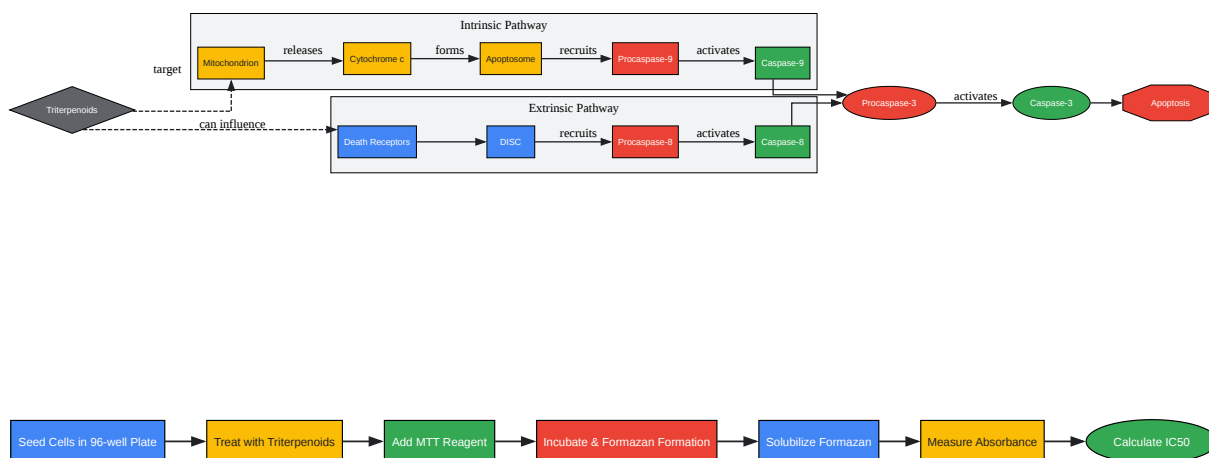 Intrinsic Pathway
Mitochondrion
releases
Cytochrome c
forms
Apoptosome
recruits
Procaspase-9
activates
Caspase-9
target
Triterpenoids
can influence
Extrinsic Pathway
Death Receptors
DISC
recruits
Procaspase-8
activates
Caspase-8
Procaspase-3
activates
Caspase-3
Apoptosis
Seed Cells in 96-well Plate
Treat with Triterpenoids
Add MTT Reagent
Incubate & Formazan Formation
Solubilize Formazan
Measure Absorbance
Calculate IC50